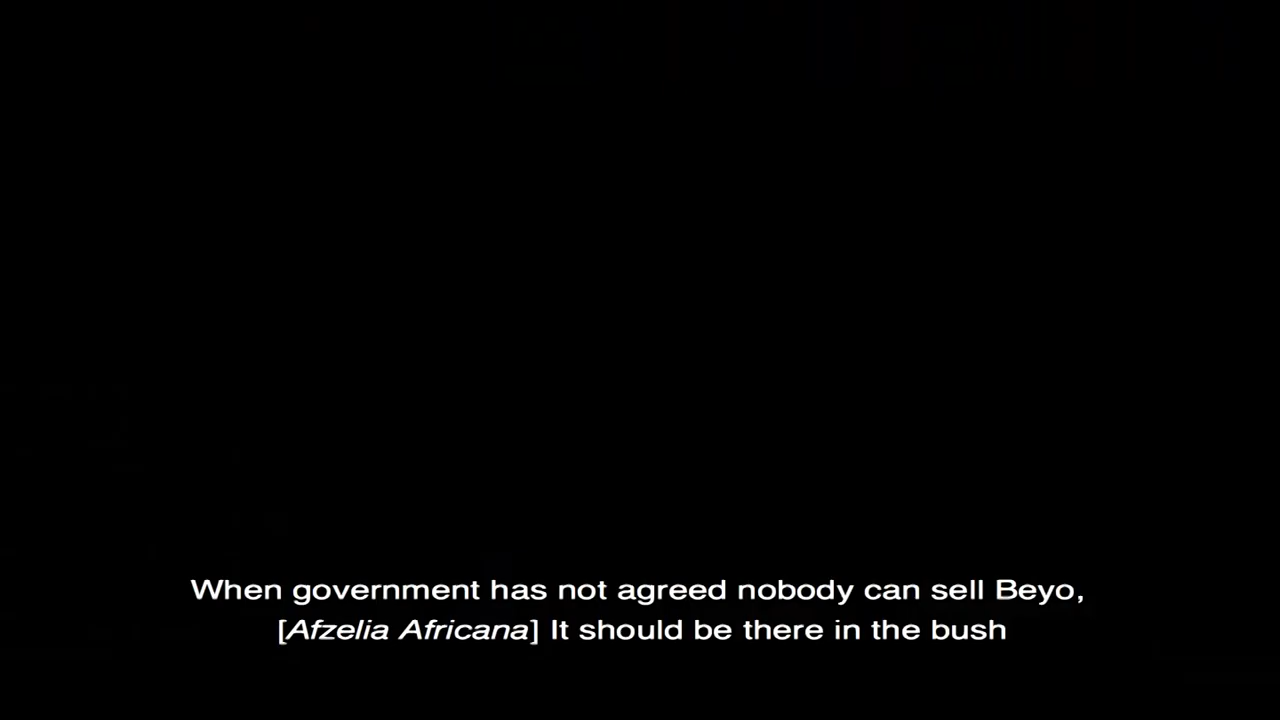 When government has not agreed nobody can sell Beyo,
[Afzelia Africana] It should be there in the bush